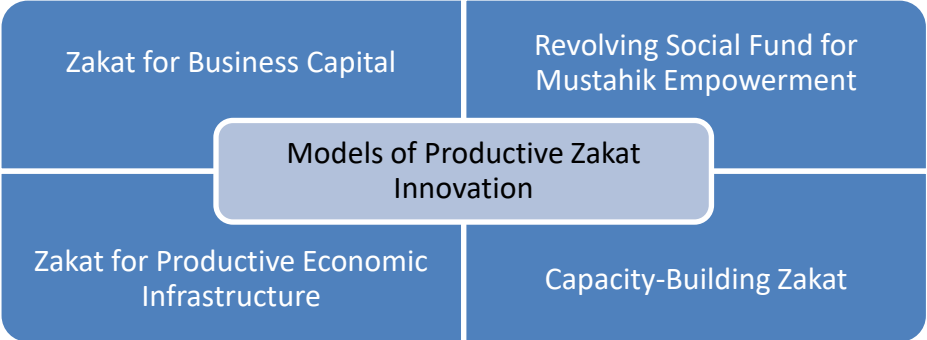 Zakat for Business Capital
Revolving Social Fund for
Mustahik Empowerment
Models of Productive Zakat
Innovation
Zakat for Productive Economic
Infrastructure
Capacity-Building Zakat